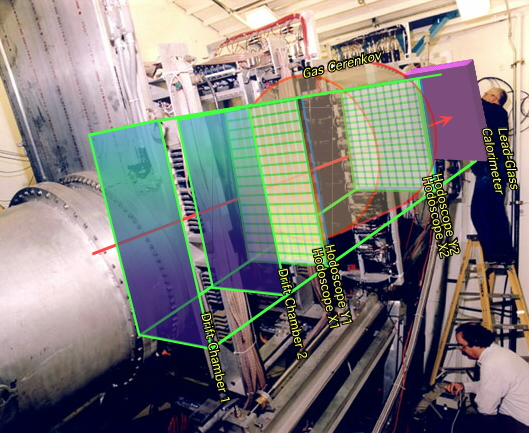 Gas Cerenkov
Lead-Glass
Calorimeter
Hodoscope Y2
Hodoscope X2
Hodoscope Y1
Hodoscope X1
Drift Chamber 2
Drift Chamber 1